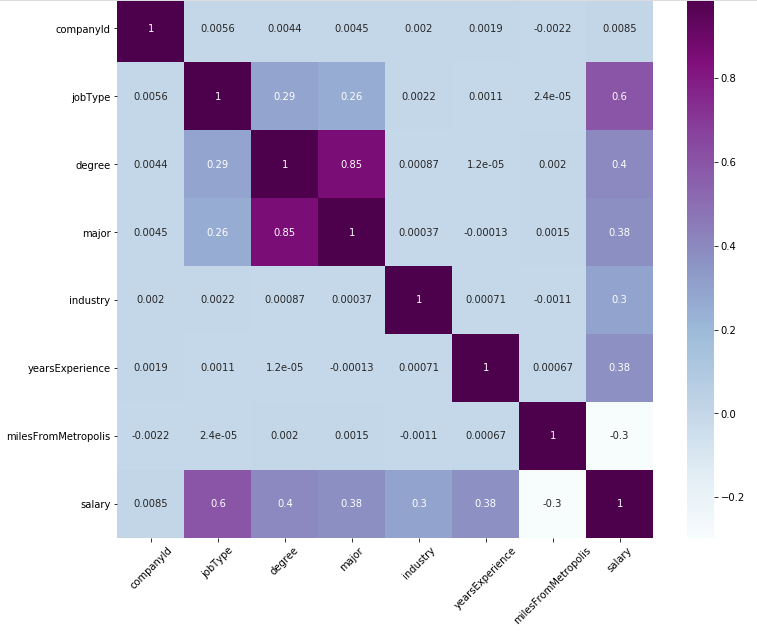 companyId 1 0.0056 0.0044 0.0045 0.002 0.0019 -0.0022 0.0085
jobType 0.0056 1 0.29 0.26 0.0022 0.0011 2.4e-05 0.6
degree 0.0044 0.29 1 0.85 0.00087 1.2e-05 0.002 0.4
major 0.0045 0.26 0.85 1 0.00037 -0.00013 0.0015 0.38
industry 0.002 0.0022 0.00087 0.00037 1 0.00071 -0.0011 0.3
yearsExperience 0.0019 0.0011 1.2e-05 -0.00013 0.00071 1 0.00067 0.38
milesFromMetropolis -0.0022 2.4e-05 0.002 0.0015 -0.0011 0.00067 1 -0.3
salary 0.0085 0.6 0.4 0.38 0.3 0.38 -0.3 1
companyId jobType degree major industry yearsExperience milesFromMetropolis salary
0.8
0.6
0.4
0.2
0.0
−0.2